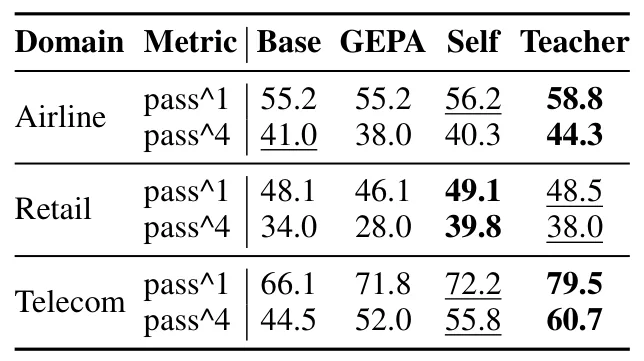 Domain Metric Base GEPA Self Teacher
Airline pass^1 55.2 55.2 56.2 58.8
pass^4 41.0 38.0 40.3 44.3
Retail pass^1 48.1 46.1 49.1 48.5
pass^4 34.0 28.0 39.8 38.0
Telecom pass^1 66.1 71.8 72.2 79.5
pass^4 44.5 52.0 55.8 60.7